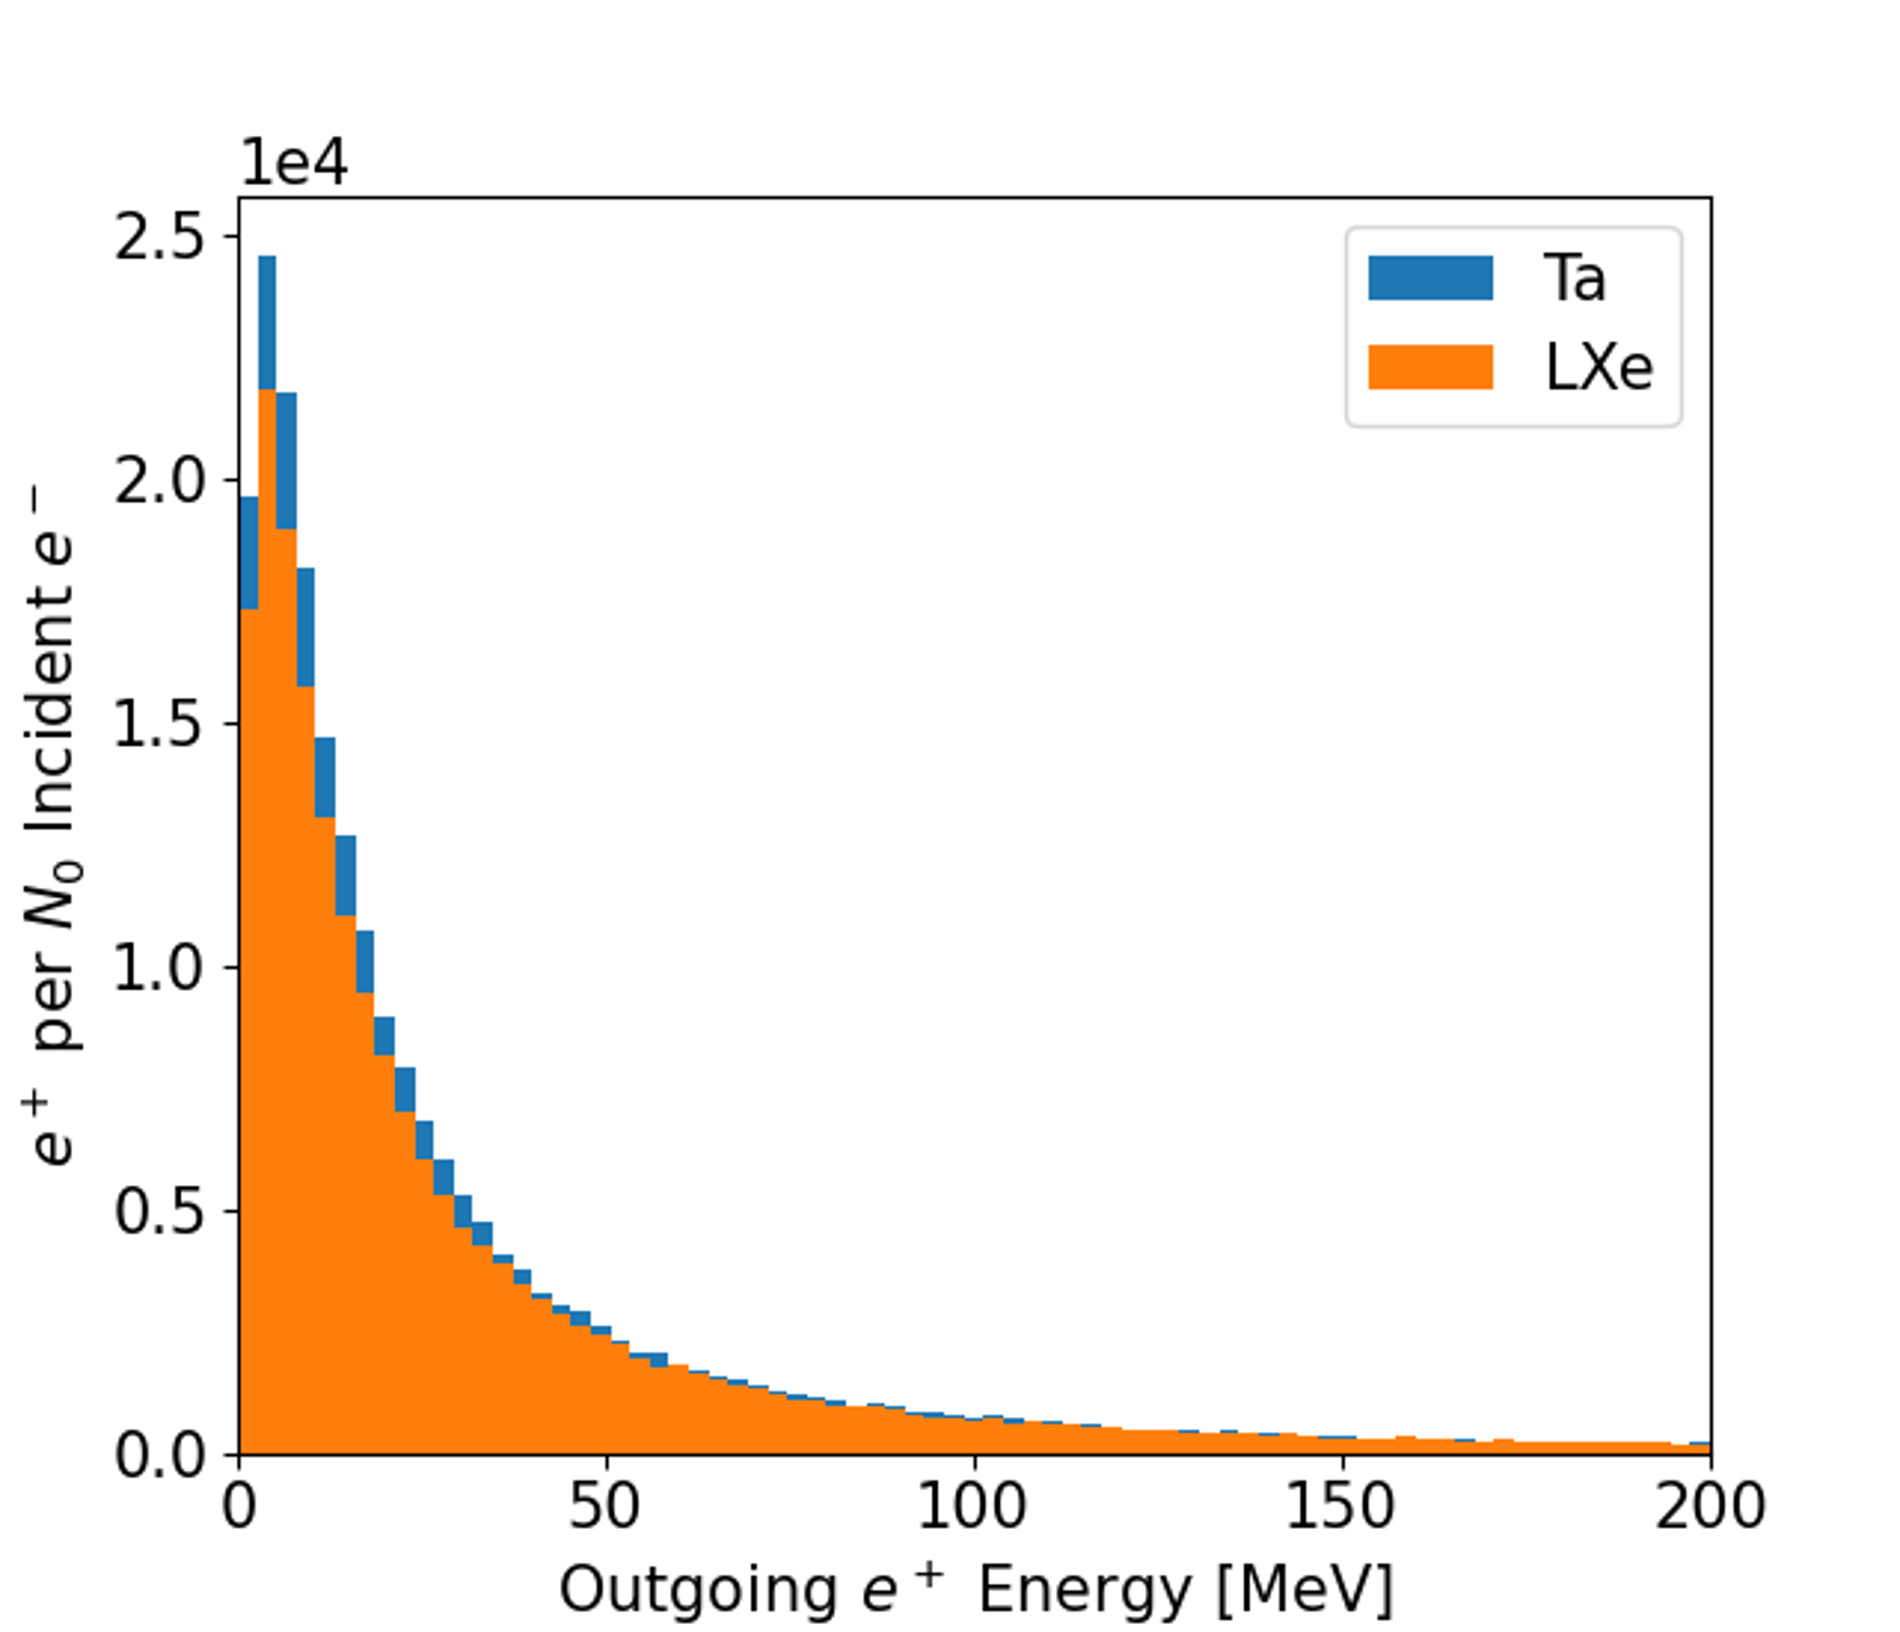 1e4
2.5
2.0
1.5
1.0
0.5
0.0
e⁺ per N₀ Incident e⁻
Ta
LXe
0 50 100 150 200
Outgoing e⁺ Energy [MeV]